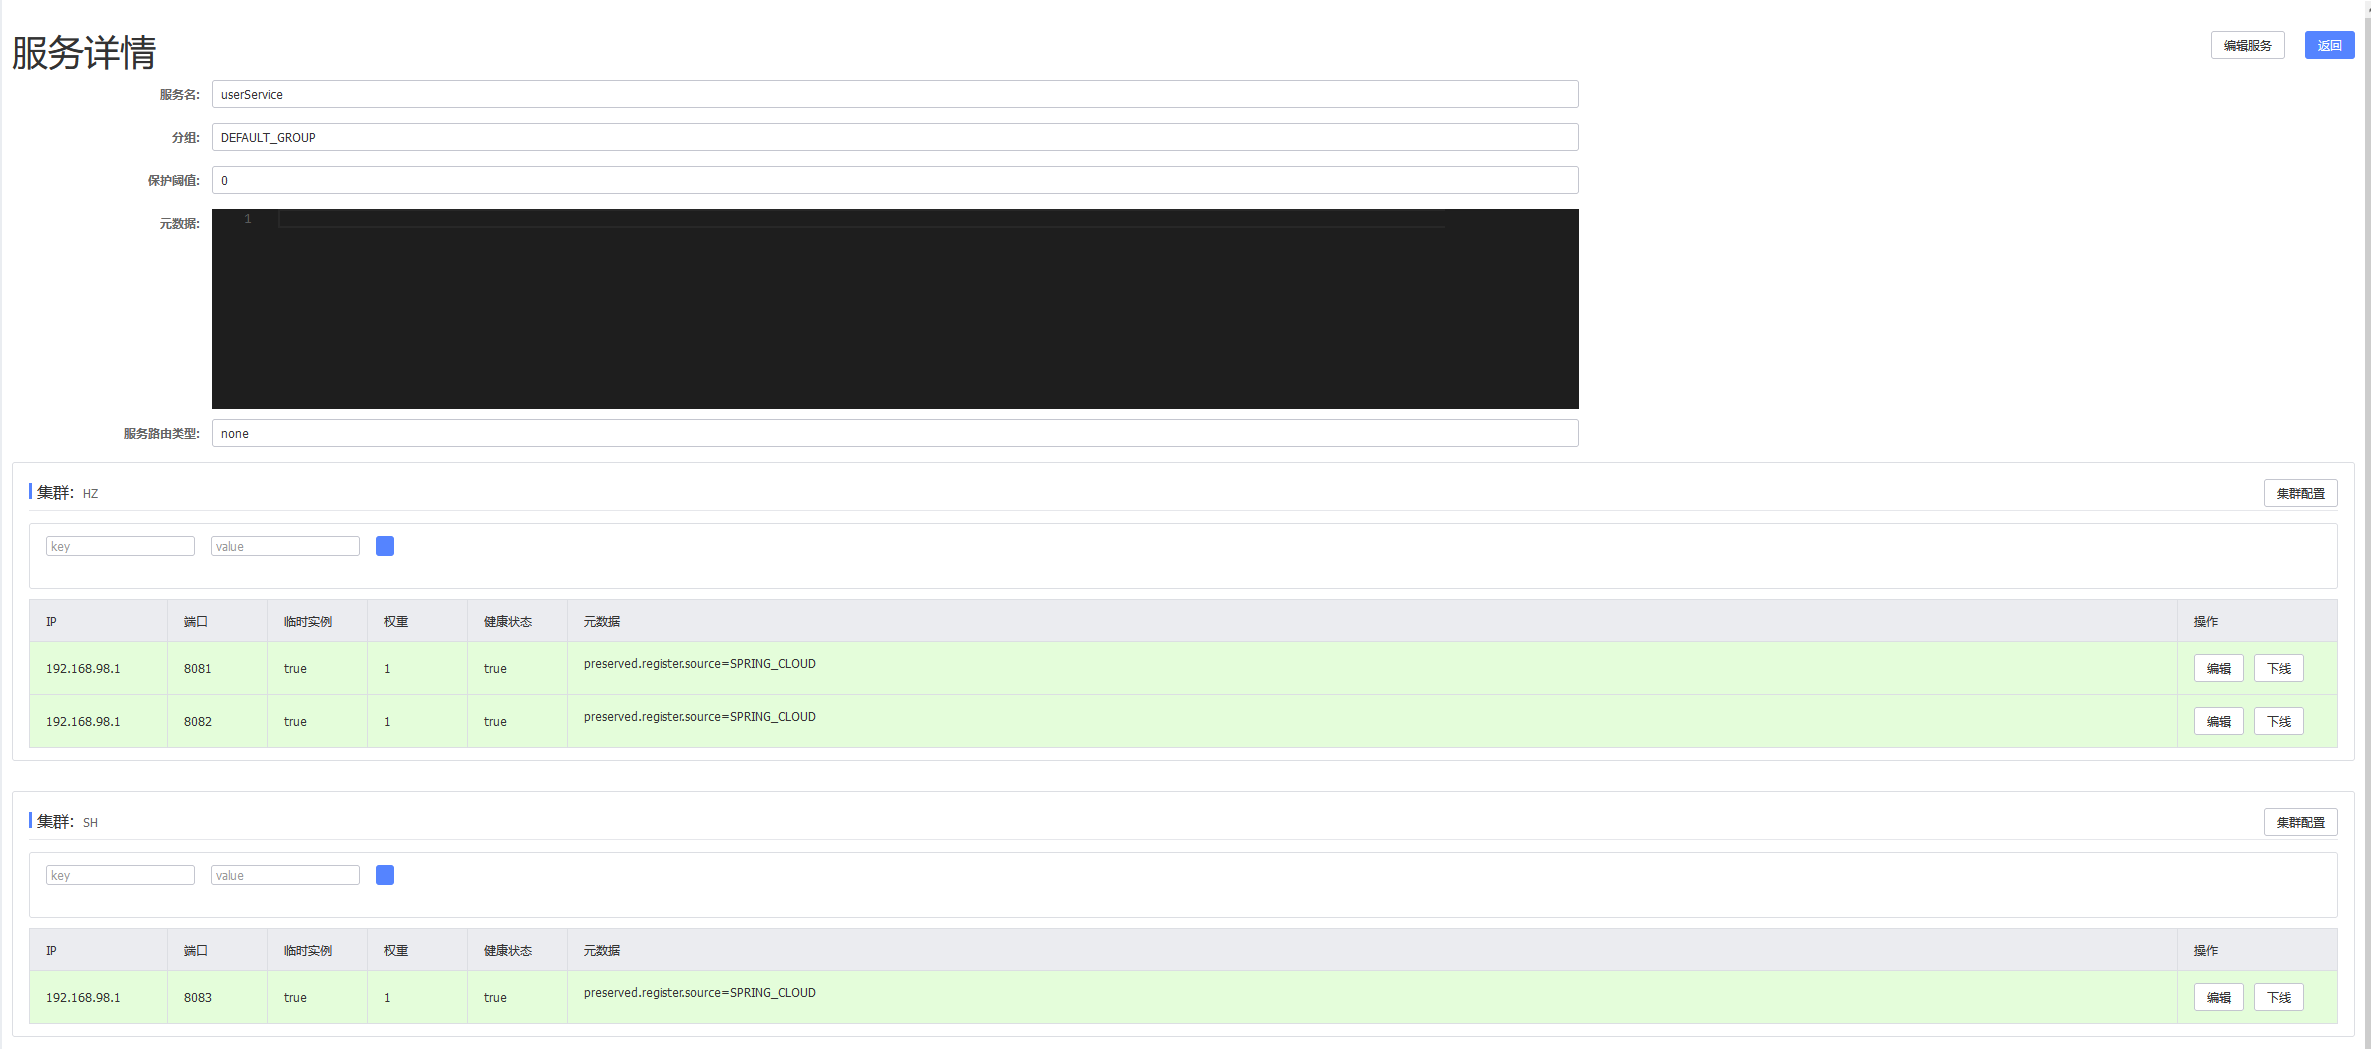 服务详情
编辑服务 返回
服务名: userService
分组: DEFAULT_GROUP
保护阈值: 0
元数据: 1
服务路由类型: none
集群: HZ 集群配置
key value
IP 端口 临时实例 权重 健康状态 元数据 操作
192.168.98.1 8081 true 1 true preserved.register.source=SPRING_CLOUD 编辑 下线
192.168.98.1 8082 true 1 true preserved.register.source=SPRING_CLOUD 编辑 下线
集群: SH 集群配置
key value
IP 端口 临时实例 权重 健康状态 元数据 操作
192.168.98.1 8083 true 1 true preserved.register.source=SPRING_CLOUD 编辑 下线